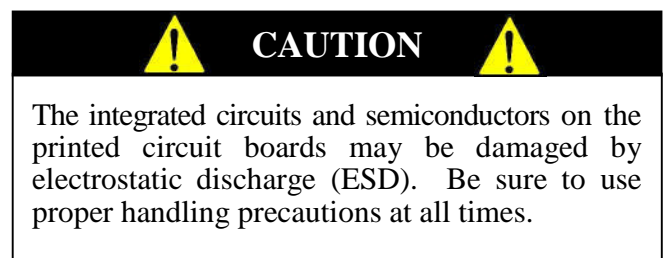 CAUTION
The integrated circuits and semiconductors on the
printed circuit boards may be damaged by
electrostatic discharge (ESD). Be sure to use
proper handling precautions at all times.